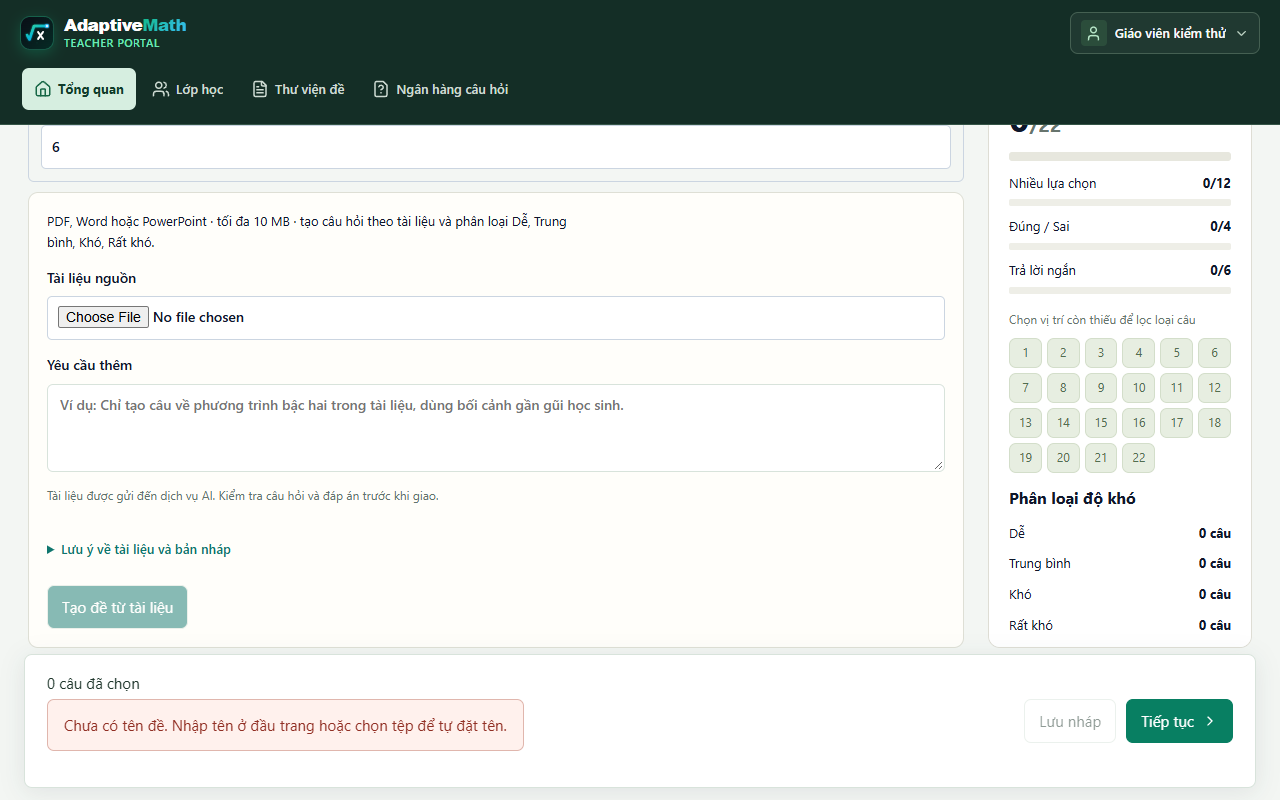 AdaptiveMath
TEACHER PORTAL
Giáo viên kiểm thử
Tổng quan
Lớp học
Thư viện đề
Ngân hàng câu hỏi
6
PDF, Word hoặc PowerPoint · tối đa 10 MB · tạo câu hỏi theo tài liệu và phân loại Dễ, Trung
bình, Khó, Rất khó.
Tài liệu nguồn
Choose File No file chosen
Yêu cầu thêm
Ví dụ: Chỉ tạo câu về phương trình bậc hai trong tài liệu, dùng bối cảnh gần gũi học sinh.
Tài liệu được gửi đến dịch vụ AI. Kiểm tra câu hỏi và đáp án trước khi giao.
Lưu ý về tài liệu và bản nháp
Tạo đề từ tài liệu
/22
Nhiều lựa chọn 0/12
Đúng / Sai 0/4
Trả lời ngắn 0/6
Chọn vị trí còn thiếu để lọc loại câu
1 2 3 4 5 6
7 8 9 10 11 12
13 14 15 16 17 18
19 20 21 22
Phân loại độ khó
Dễ 0 câu
Trung bình 0 câu
Khó 0 câu
Rất khó 0 câu
0 câu đã chọn
Chưa có tên đề. Nhập tên ở đầu trang hoặc chọn tệp để tự đặt tên.
Lưu nháp
Tiếp tục